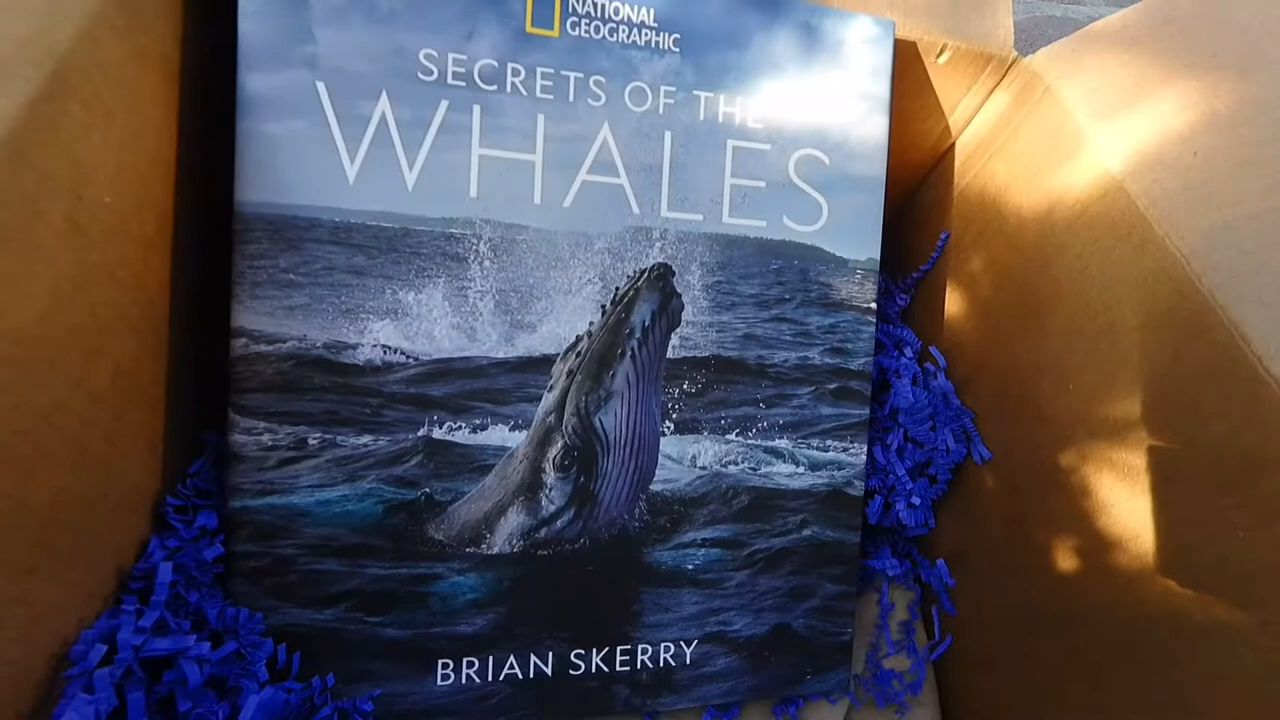 NATIONAL
GEOGRAPHIC
SECRETS OF THE
WHALES
BRIAN SKERRY